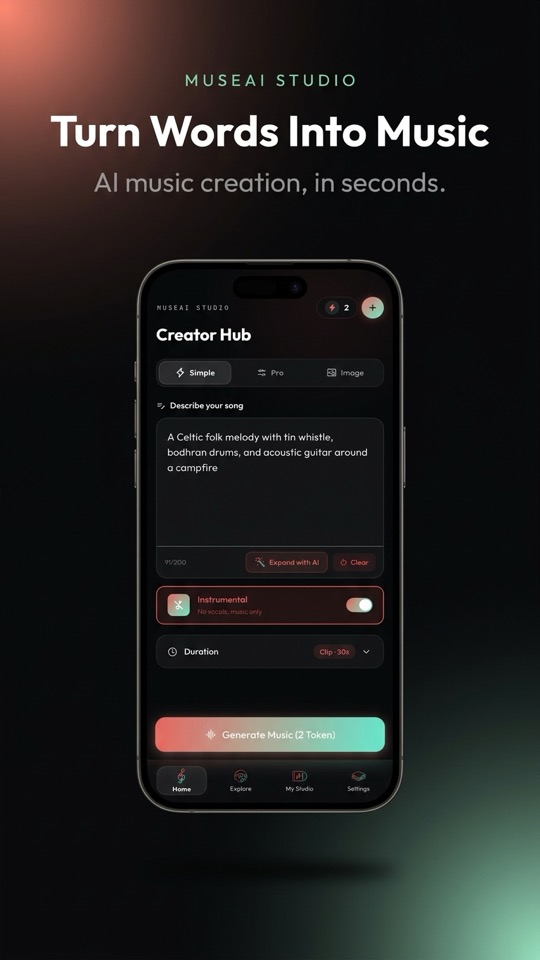 MUSEAI STUDIO
Turn Words Into Music
AI music creation, in seconds.
MUSEAI STUDIO
2
+
Creator Hub
Simple
Pro
Image
Describe your song
A Celtic folk melody with tin whistle,
bodhran drums, and acoustic guitar around
a campfire
91/200
Expand with AI
Clear
Instrumental
No vocals, music only
Duration
Clip · 30s
Generate Music (2 Token)
Home
Explore
My Studio
Settings